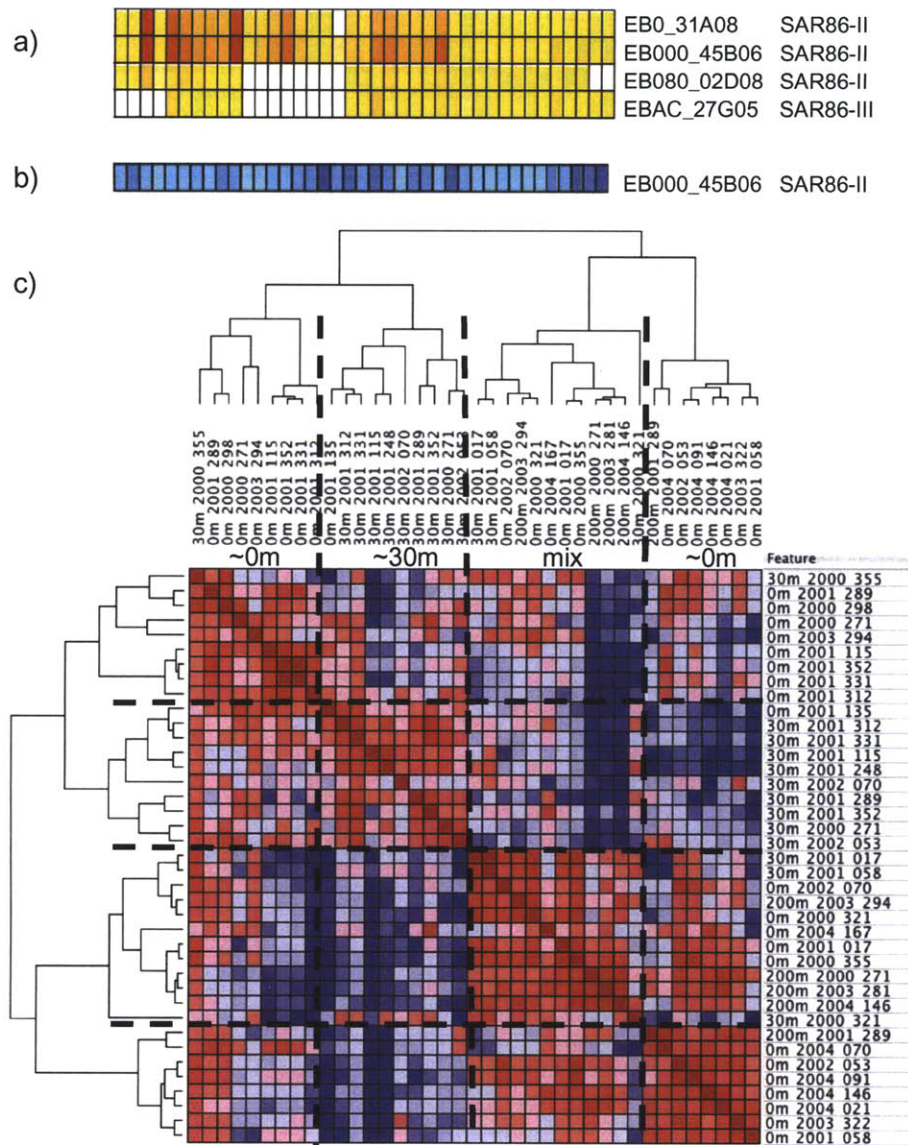 a)
EB0_31A08 SAR86-II
EB000_45B06 SAR86-II
EB080_02D08 SAR86-II
EBAC_27G05 SAR86-III
b)
EB000_45B06 SAR86-II
c)
30m 2000 355
0m 2001 289
0m 2000 298
0m 2000 271
0m 2003 294
0m 2001 115
0m 2001 352
0m 2001 331
0m 2001 312
0m 2001 135
30m 2001 312
30m 2001 331
30m 2001 115
30m 2001 248
30m 2002 070
30m 2001 289
30m 2001 352
30m 2000 271
30m 2002 053
30m 2001 017
30m 2001 058
0m 2002 070
200m 2003 294
0m 2000 321
0m 2004 167
0m 2001 017
0m 2000 355
200m 2000 271
200m 2003 281
200m 2004 146
30m 2000 321
200m 2001 289
0m 2004 070
0m 2002 053
0m 2004 091
0m 2004 146
0m 2004 021
0m 2003 322
0m 2001 058
~0m ~30m mix ~0m
Feature
30m 2000 355
0m 2001 289
0m 2000 298
0m 2000 271
0m 2003 294
0m 2001 115
0m 2001 352
0m 2001 331
0m 2001 312
0m 2001 135
30m 2001 312
30m 2001 331
30m 2001 115
30m 2001 248
30m 2002 070
30m 2001 289
30m 2001 352
30m 2000 271
30m 2002 053
30m 2001 017
30m 2001 058
0m 2002 070
200m 2003 294
0m 2000 321
0m 2004 167
0m 2001 017
0m 2000 355
200m 2000 271
200m 2003 281
200m 2004 146
30m 2000 321
200m 2001 289
0m 2004 070
0m 2002 053
0m 2004 091
0m 2004 146
0m 2004 021
0m 2003 322
0m 2001 058